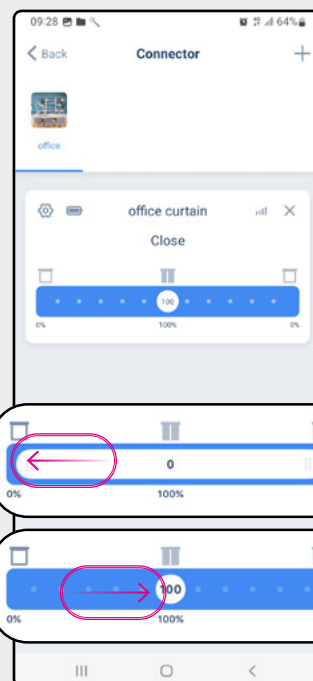 09:28 64%
Back Connector +
office
office curtain
Close
100
0% 100% 0%
0
0% 100%
100
0% 100%